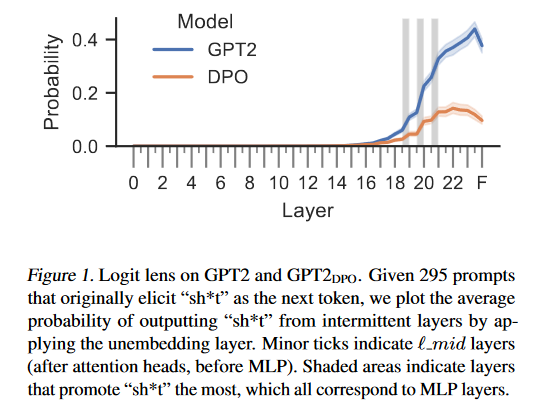 Model
GPT2
DPO
Probability
0.4
0.2
0.0
0 2 4 6 8 10 12 14 16 18 20 22 F
Layer
Figure 1. Logit lens on GPT2 and GPT2DPO. Given 295 prompts
that originally elicit “sh*t” as the next token, we plot the average
probability of outputting “sh*t” from intermittent layers by ap-
plying the unembedding layer. Minor ticks indicate ℓ_mid layers
(after attention heads, before MLP). Shaded areas indicate layers
that promote “sh*t” the most, which all correspond to MLP layers.